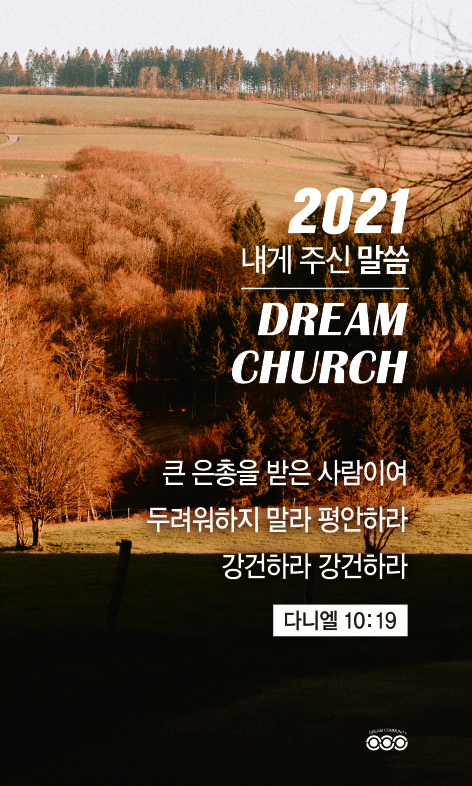 2021
내게 주신 말씀
DREAM
CHURCH
큰 은총을 받은 사람이여
두려워하지 말라 평안하라
강건하라 강건하라
다니엘 10:19
DREAM COMMUNITY